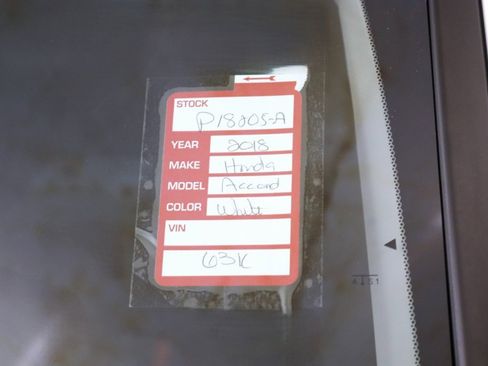 STOCK
P18205-A
YEAR 2018
MAKE Honda
MODEL Accord
COLOR White
VIN
63K